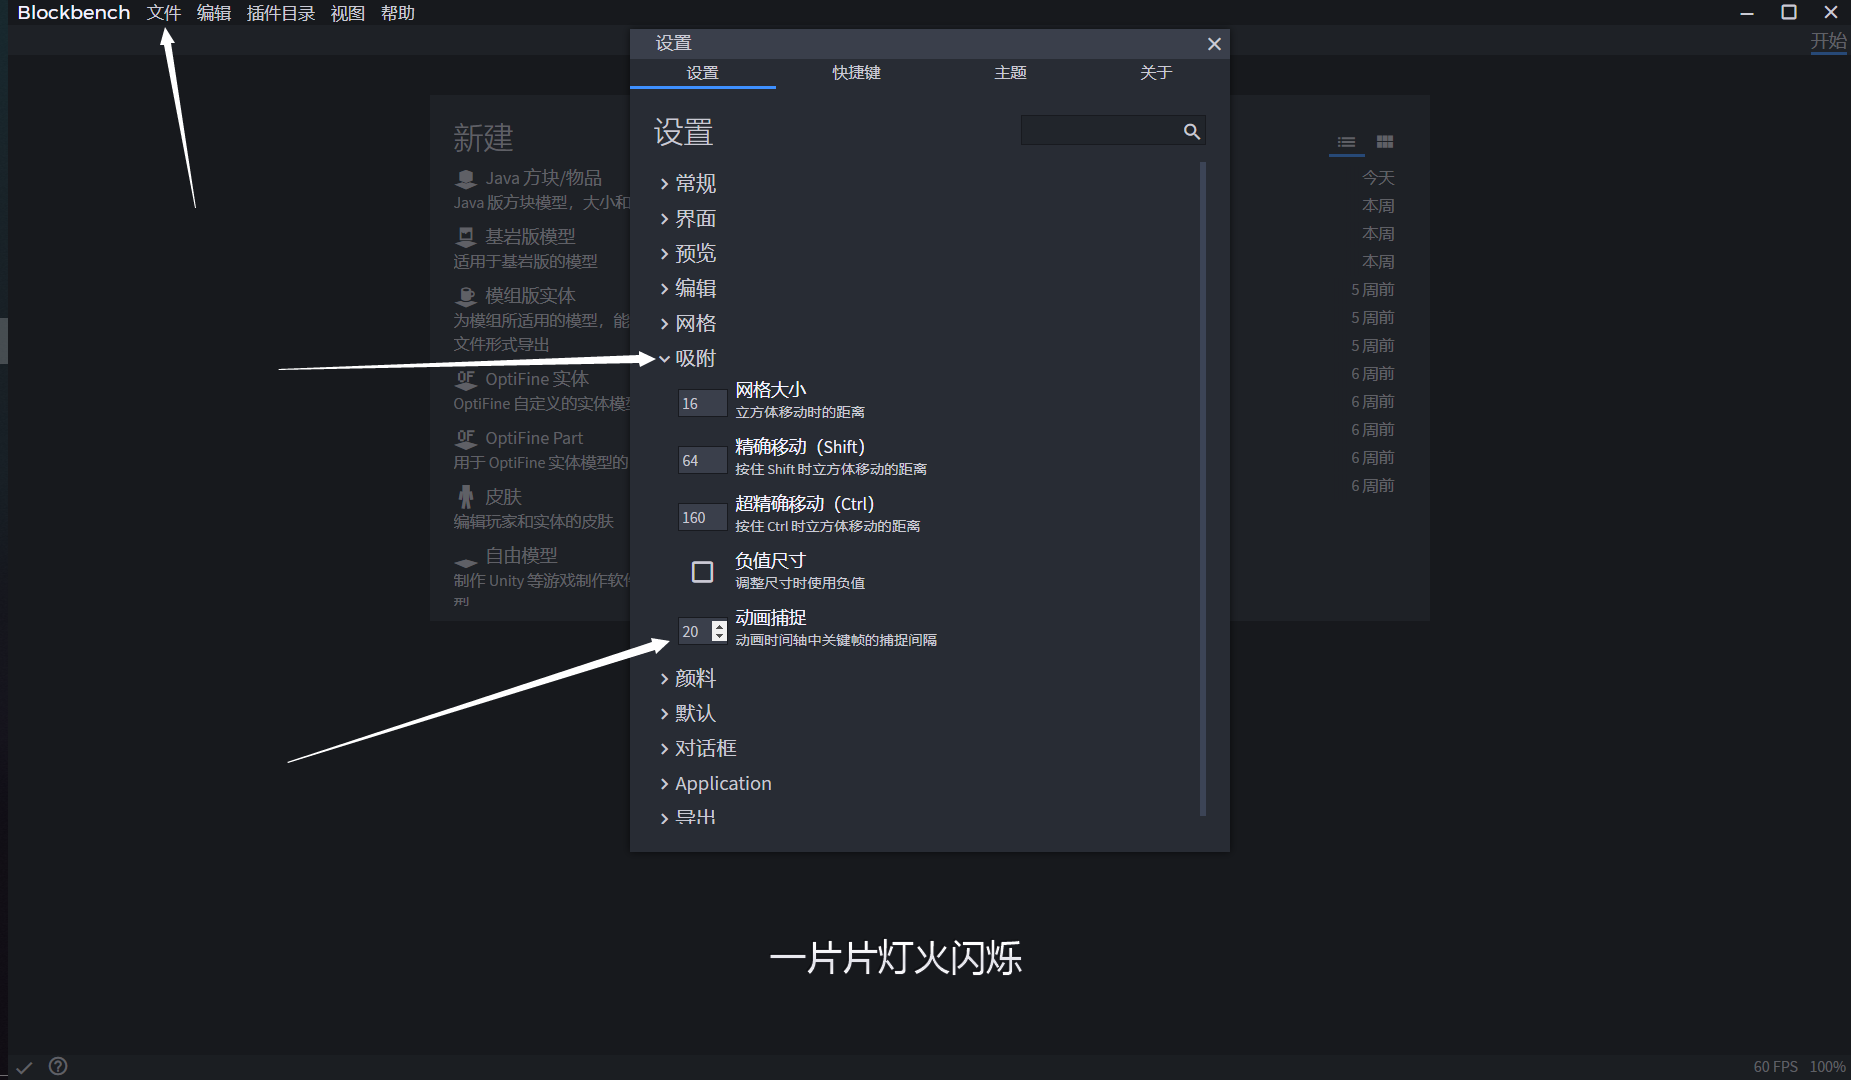 Blockbench 文件 编辑 插件目录 视图 帮助
开始
设置
设置 快捷键 主题 关于
设置
常规
界面
预览
编辑
网格
吸附
16 网格大小
立方体移动时的距离
64 精确移动（Shift）
按住 Shift 时立方体移动的距离
160 超精确移动（Ctrl）
按住 Ctrl 时立方体移动的距离
负值尺寸
调整尺寸时使用负值
20 动画捕捉
动画时间轴中关键帧的捕捉间隔
颜料
默认
对话框
Application
导出
新建
Java 方块/物品
Java 版方块模型，大小和
基岩版模型
适用于基岩版的模型
模组版实体
为模组所适用的模型，能
文件形式导出
OptiFine 实体
OptiFine 自定义的实体模
OptiFine Part
用于 OptiFine 实体模型的
皮肤
编辑玩家和实体的皮肤
自由模型
制作 Unity 等游戏制作软件
今天
本周
本周
本周
5 周前
5 周前
5 周前
6 周前
6 周前
6 周前
6 周前
6 周前
一片片灯火闪烁
60 FPS 100%